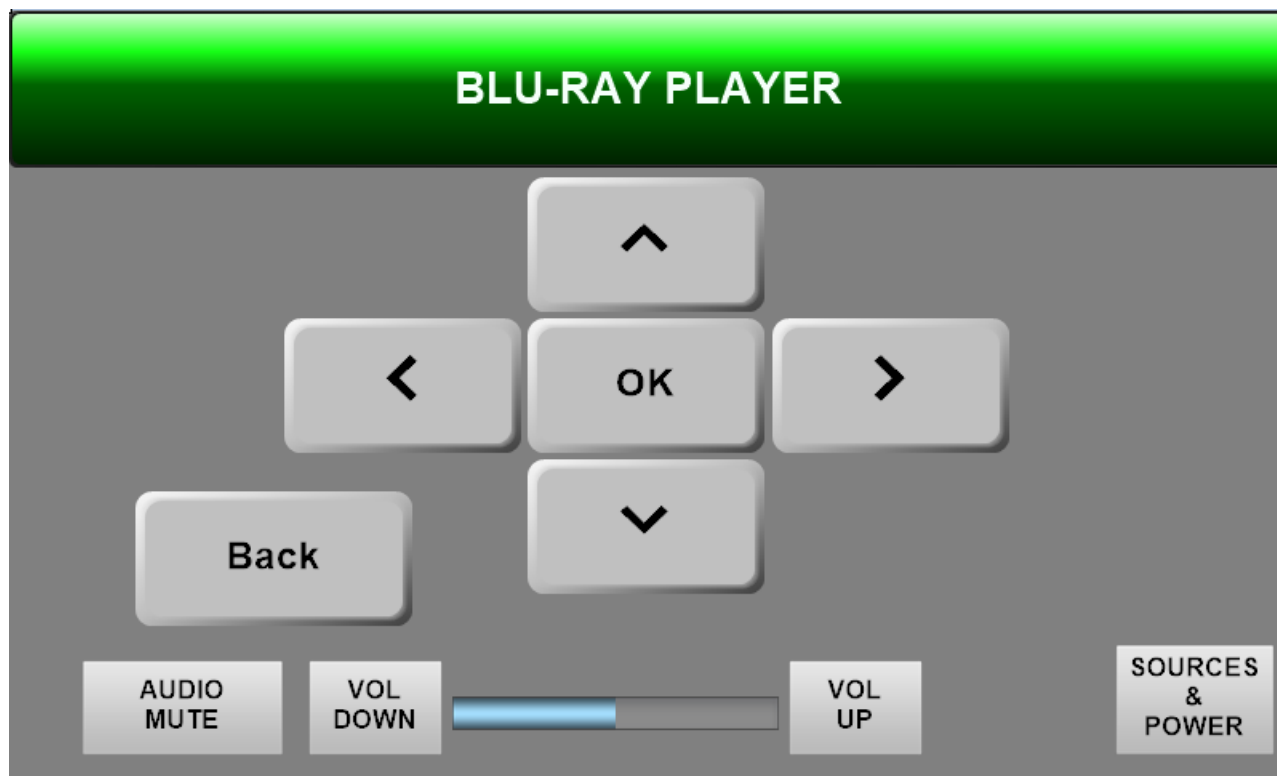 BLU-RAY PLAYER
^
<
OK
>
Back
AUDIO
MUTE
VOL
DOWN
VOL
UP
SOURCES
&
POWER